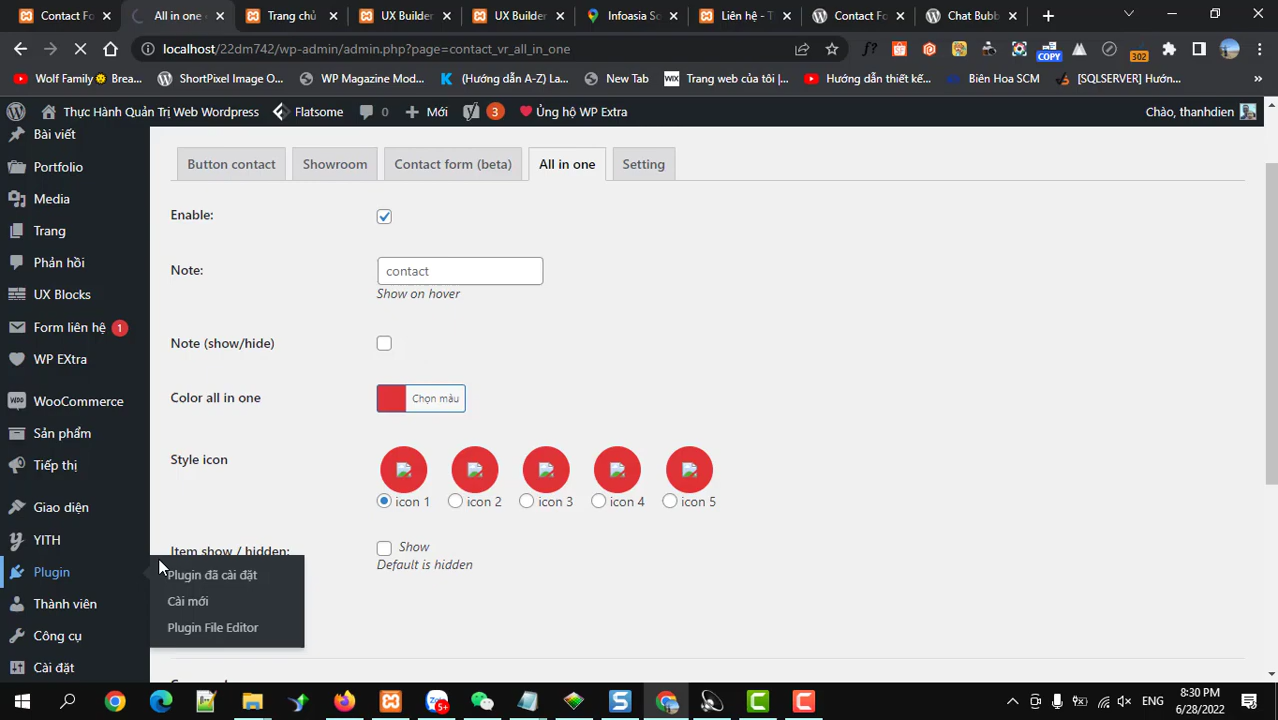 Contact Fo
All in one
Trang chủ
UX Builder
UX Builder
Infoasia So
Liên hệ - T
Contact Fo
Chat Bubb
localhost/22dm742/wp-admin/admin.php?page=contact_vr_all_in_one
COPY
302
Wolf Family Brea...
ShortPixel Image O...
WP Magazine Mod...
(Hướng dẫn A-Z) La...
New Tab
WIX Trang web của tôi |...
Hướng dẫn thiết kế...
Biên Hoa SCM
[SQLSERVER] Hướn...
Thực Hành Quản Trị Web Wordpress
Flatsome
0
Mới
3
Ủng hộ WP Extra
Chào, thanhdien
Bài viết
Portfolio
Media
Trang
Phản hồi
UX Blocks
Form liên hệ 1
WP EXtra
WooCommerce
Sản phẩm
Tiếp thị
Giao diện
YITH
Plugin
Thành viên
Công cụ
Cài đặt
Plugin đã cài đặt
Cài mới
Plugin File Editor
Button contact
Showroom
Contact form (beta)
All in one
Setting
Enable:
Note:
contact
Show on hover
Note (show/hide)
Color all in one
Chọn màu
Style icon
icon 1
icon 2
icon 3
icon 4
icon 5
Item show / hidden:
Show
Default is hidden
5+
ENG
8:30 PM
6/28/2022